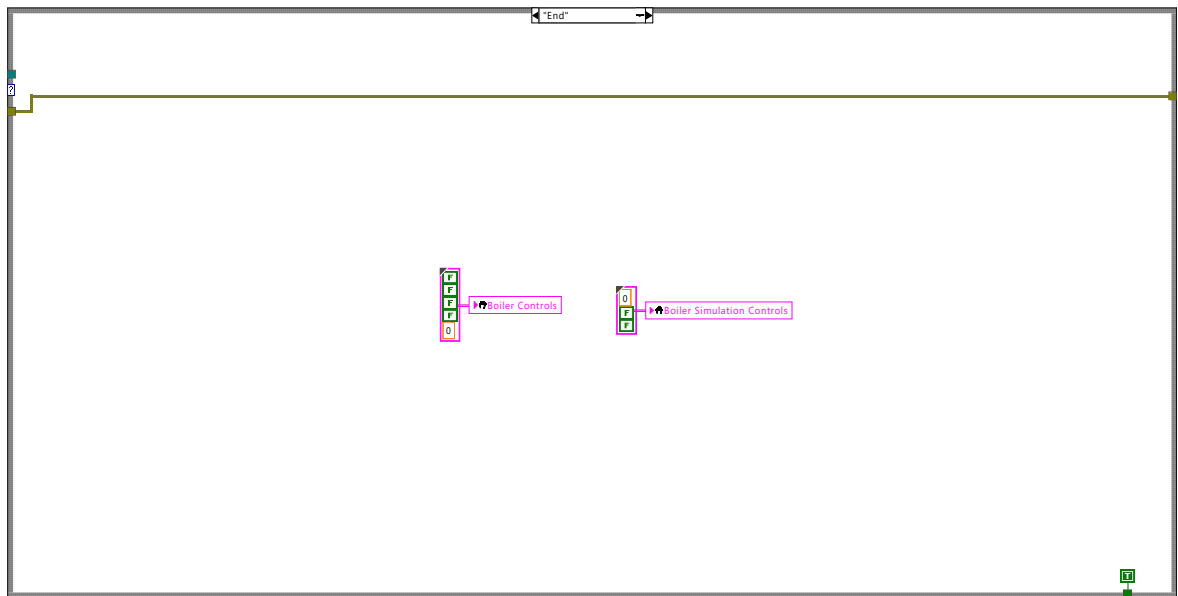 "End"
?
F
F
F
F
0
Boiler Controls
0
F
F
Boiler Simulation Controls
T